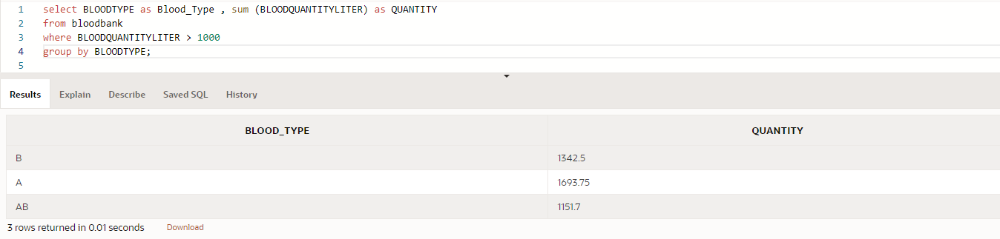 1 select BLOODTYPE as Blood_Type , sum (BLOODQUANTITYLITER) as QUANTITY
2 from bloodbank
3 where BLOODQUANTITYLITER > 1000
4 group by BLOODTYPE;
5
Results Explain Describe Saved SQL History
BLOOD_TYPE QUANTITY
B 1342.5
A 1693.75
AB 1151.7
3 rows returned in 0.01 seconds Download